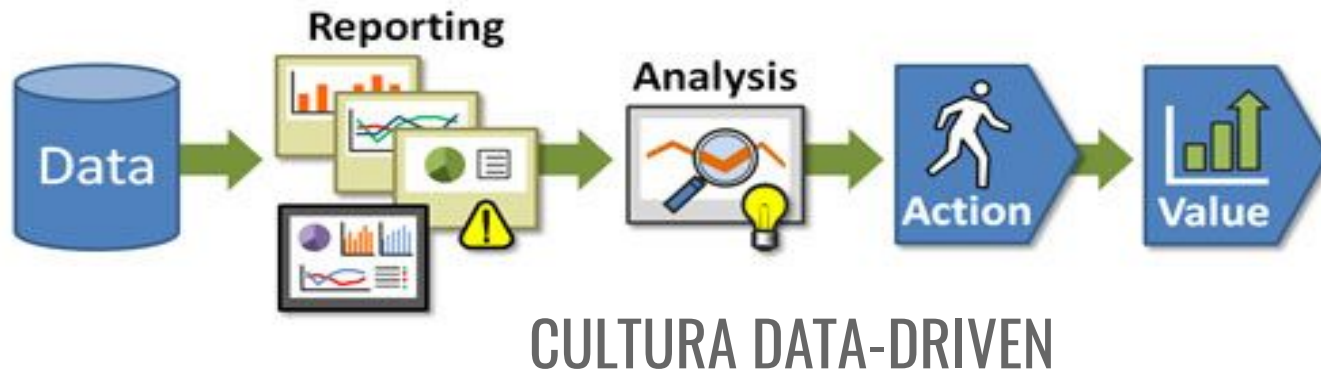 Reporting
Analysis
Data
Action
Value
CULTURA DATA-DRIVEN